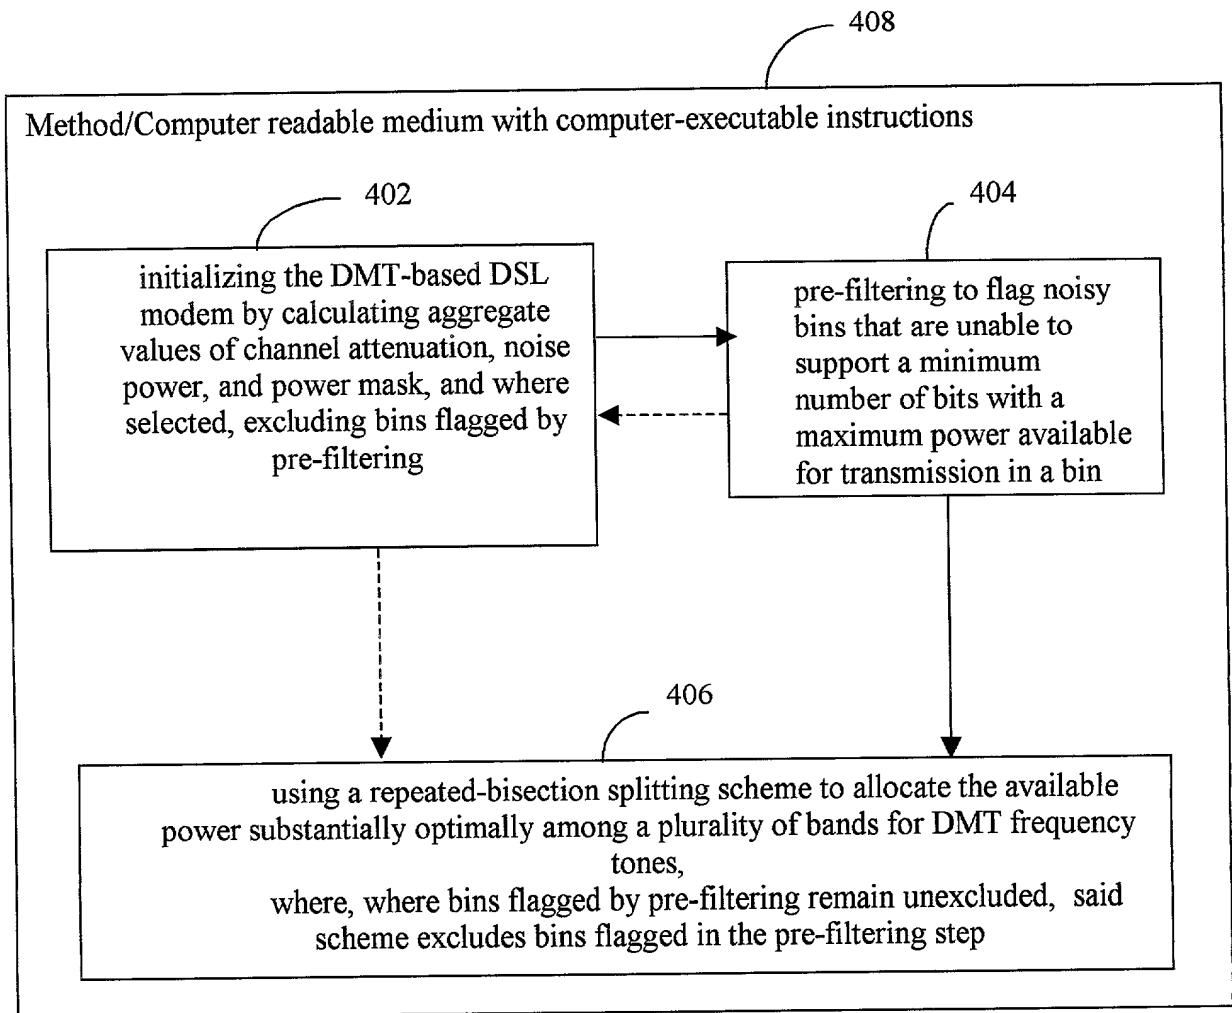 408
Method/Computer readable medium with computer-executable instructions
402
404
initializing the DMT-based DSL
modem by calculating aggregate
values of channel attenuation, noise
power, and power mask, and where
selected, excluding bins flagged by
pre-filtering
pre-filtering to flag noisy
bins that are unable to
support a minimum
number of bits with a
maximum power available
for transmission in a bin
406
using a repeated-bisection splitting scheme to allocate the available
power substantially optimally among a plurality of bands for DMT frequency
tones,
where, where bins flagged by pre-filtering remain unexcluded, said
scheme excludes bins flagged in the pre-filtering step